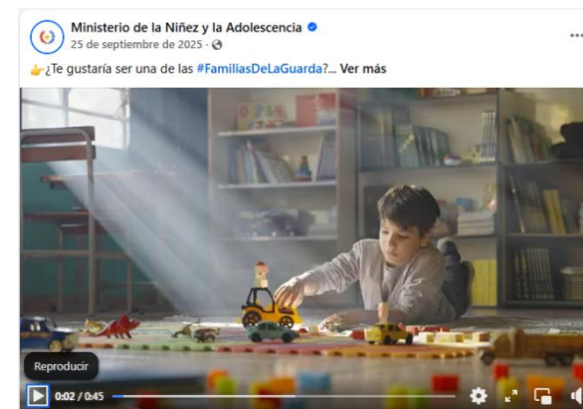 Ministerio de la Niñez y la Adolescencia
25 de septiembre de 2025 ·
👉¿Te gustaría ser una de las #FamiliasDeLaGuarda?... Ver más
Reproducir
0:02 / 0:45